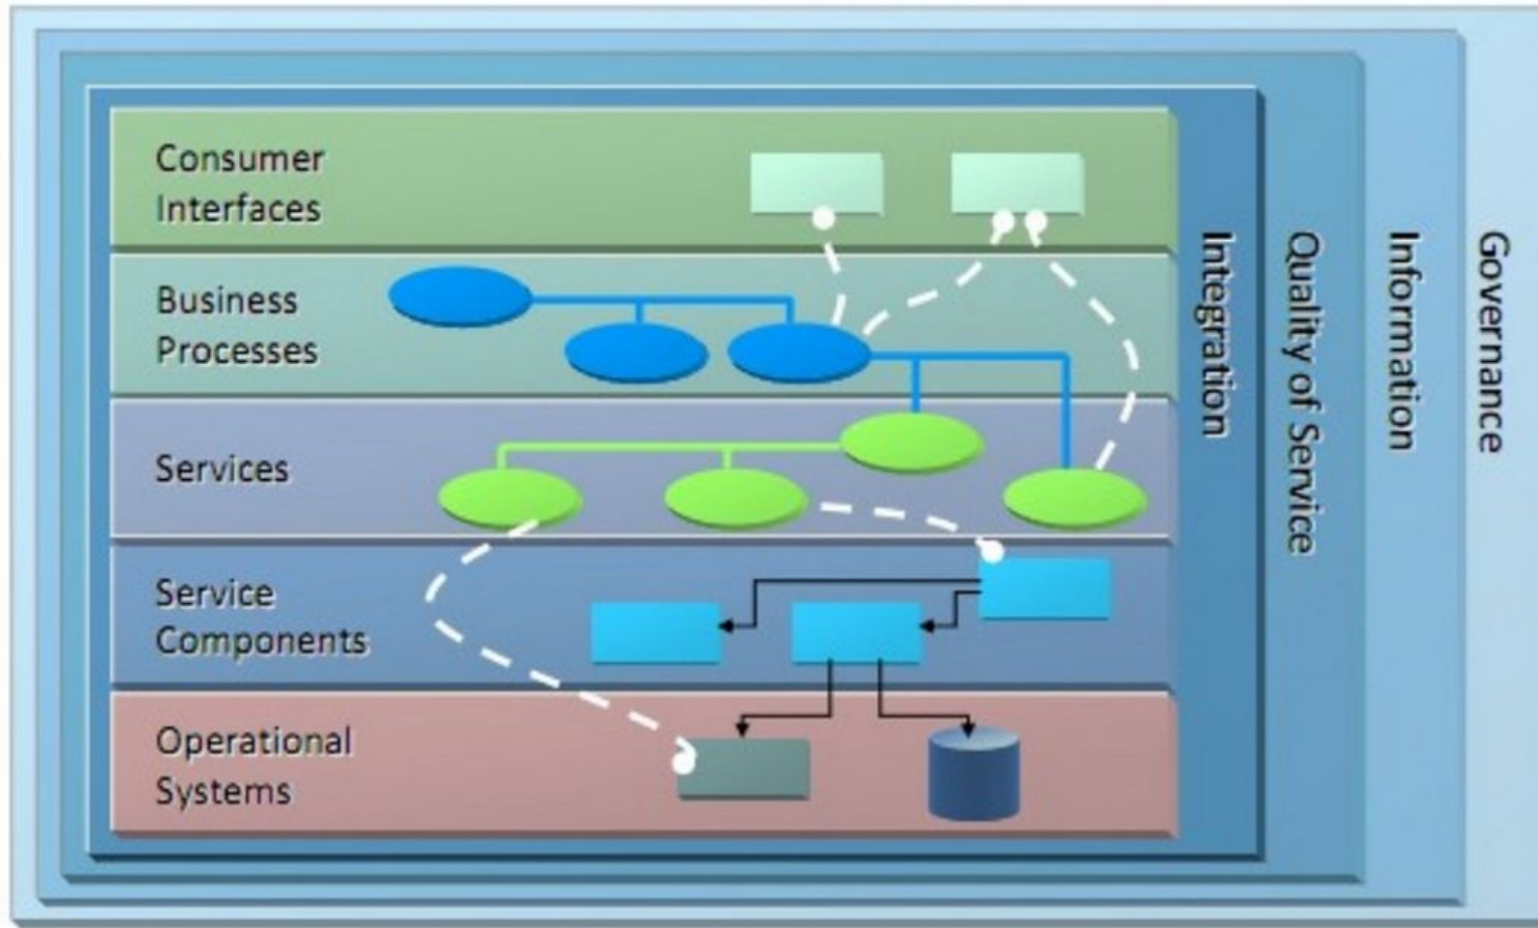 Consumer
Interfaces
Business
Processes
Services
Service
Components
Operational
Systems
Integration
Quality of Service
Information
Governance